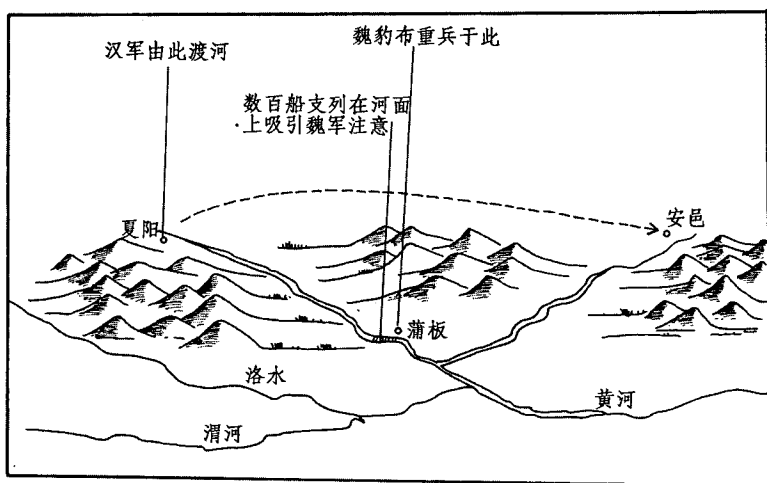 汉军由此渡河
魏豹布重兵于此
数百船支列在河面
上吸引魏军注意
夏阳
安邑
蒲板
洛水
黄河
渭河